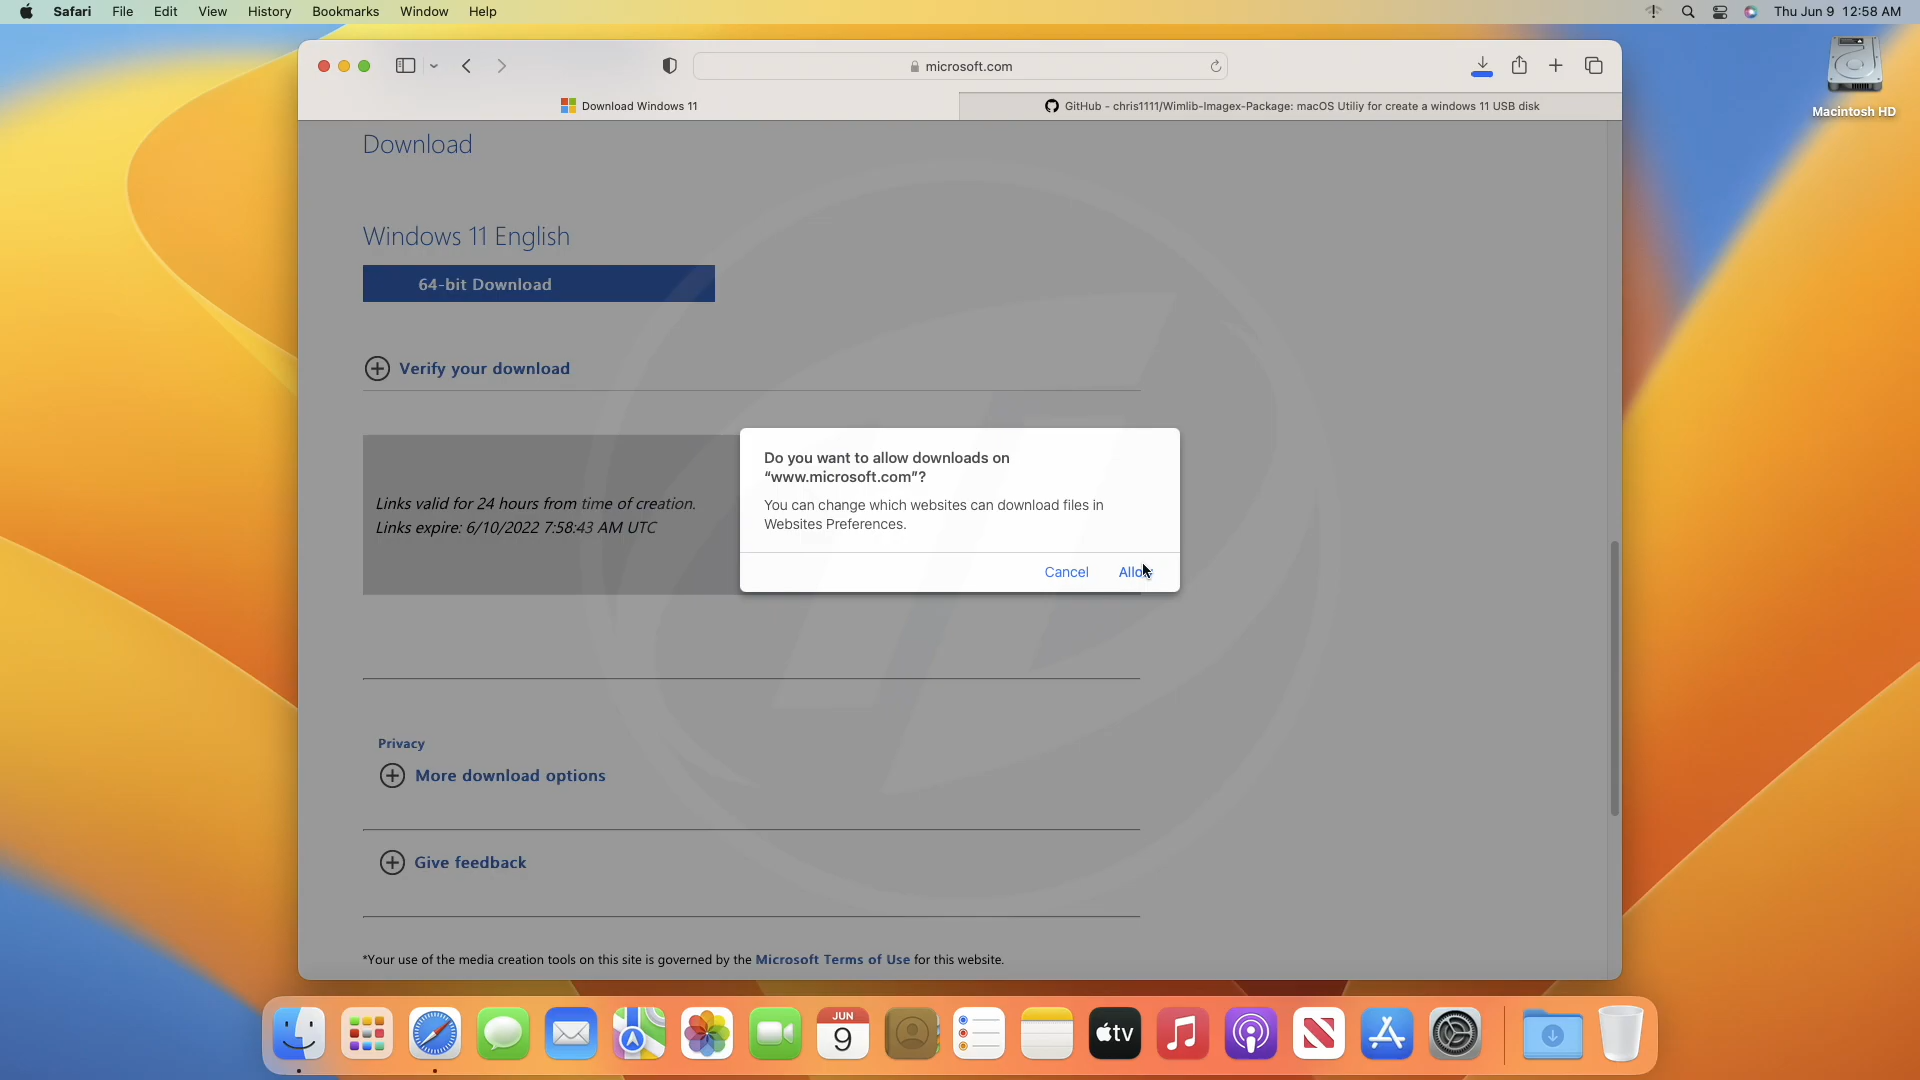 Safari File Edit View History Bookmarks Window Help
Thu Jun 9 12:58 AM
Macintosh HD
microsoft.com
Download Windows 11
GitHub - chris1111/Wimlib-Imagex-Package: macOS Utiliy for create a windows 11 USB disk
Download
Windows 11 English
64-bit Download
Verify your download
Links valid for 24 hours from time of creation.
Links expire: 6/10/2022 7:58:43 AM UTC
Do you want to allow downloads on
“www.microsoft.com”?
You can change which websites can download files in
Websites Preferences.
Cancel
Allow
Privacy
More download options
Give feedback
*Your use of the media creation tools on this site is governed by the Microsoft Terms of Use for this website.
JUN
9
tv